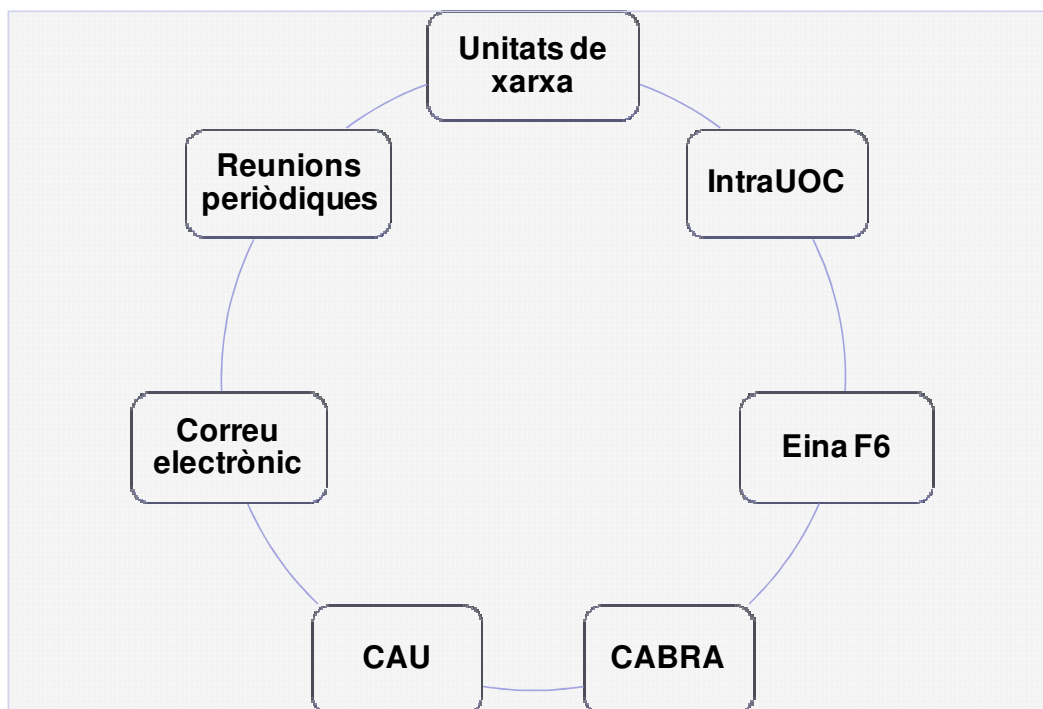 Unitats de
xarxa
IntraUOC
Eina F6
CABRA
CAU
Correu
electrònic
Reunions
periòdiques